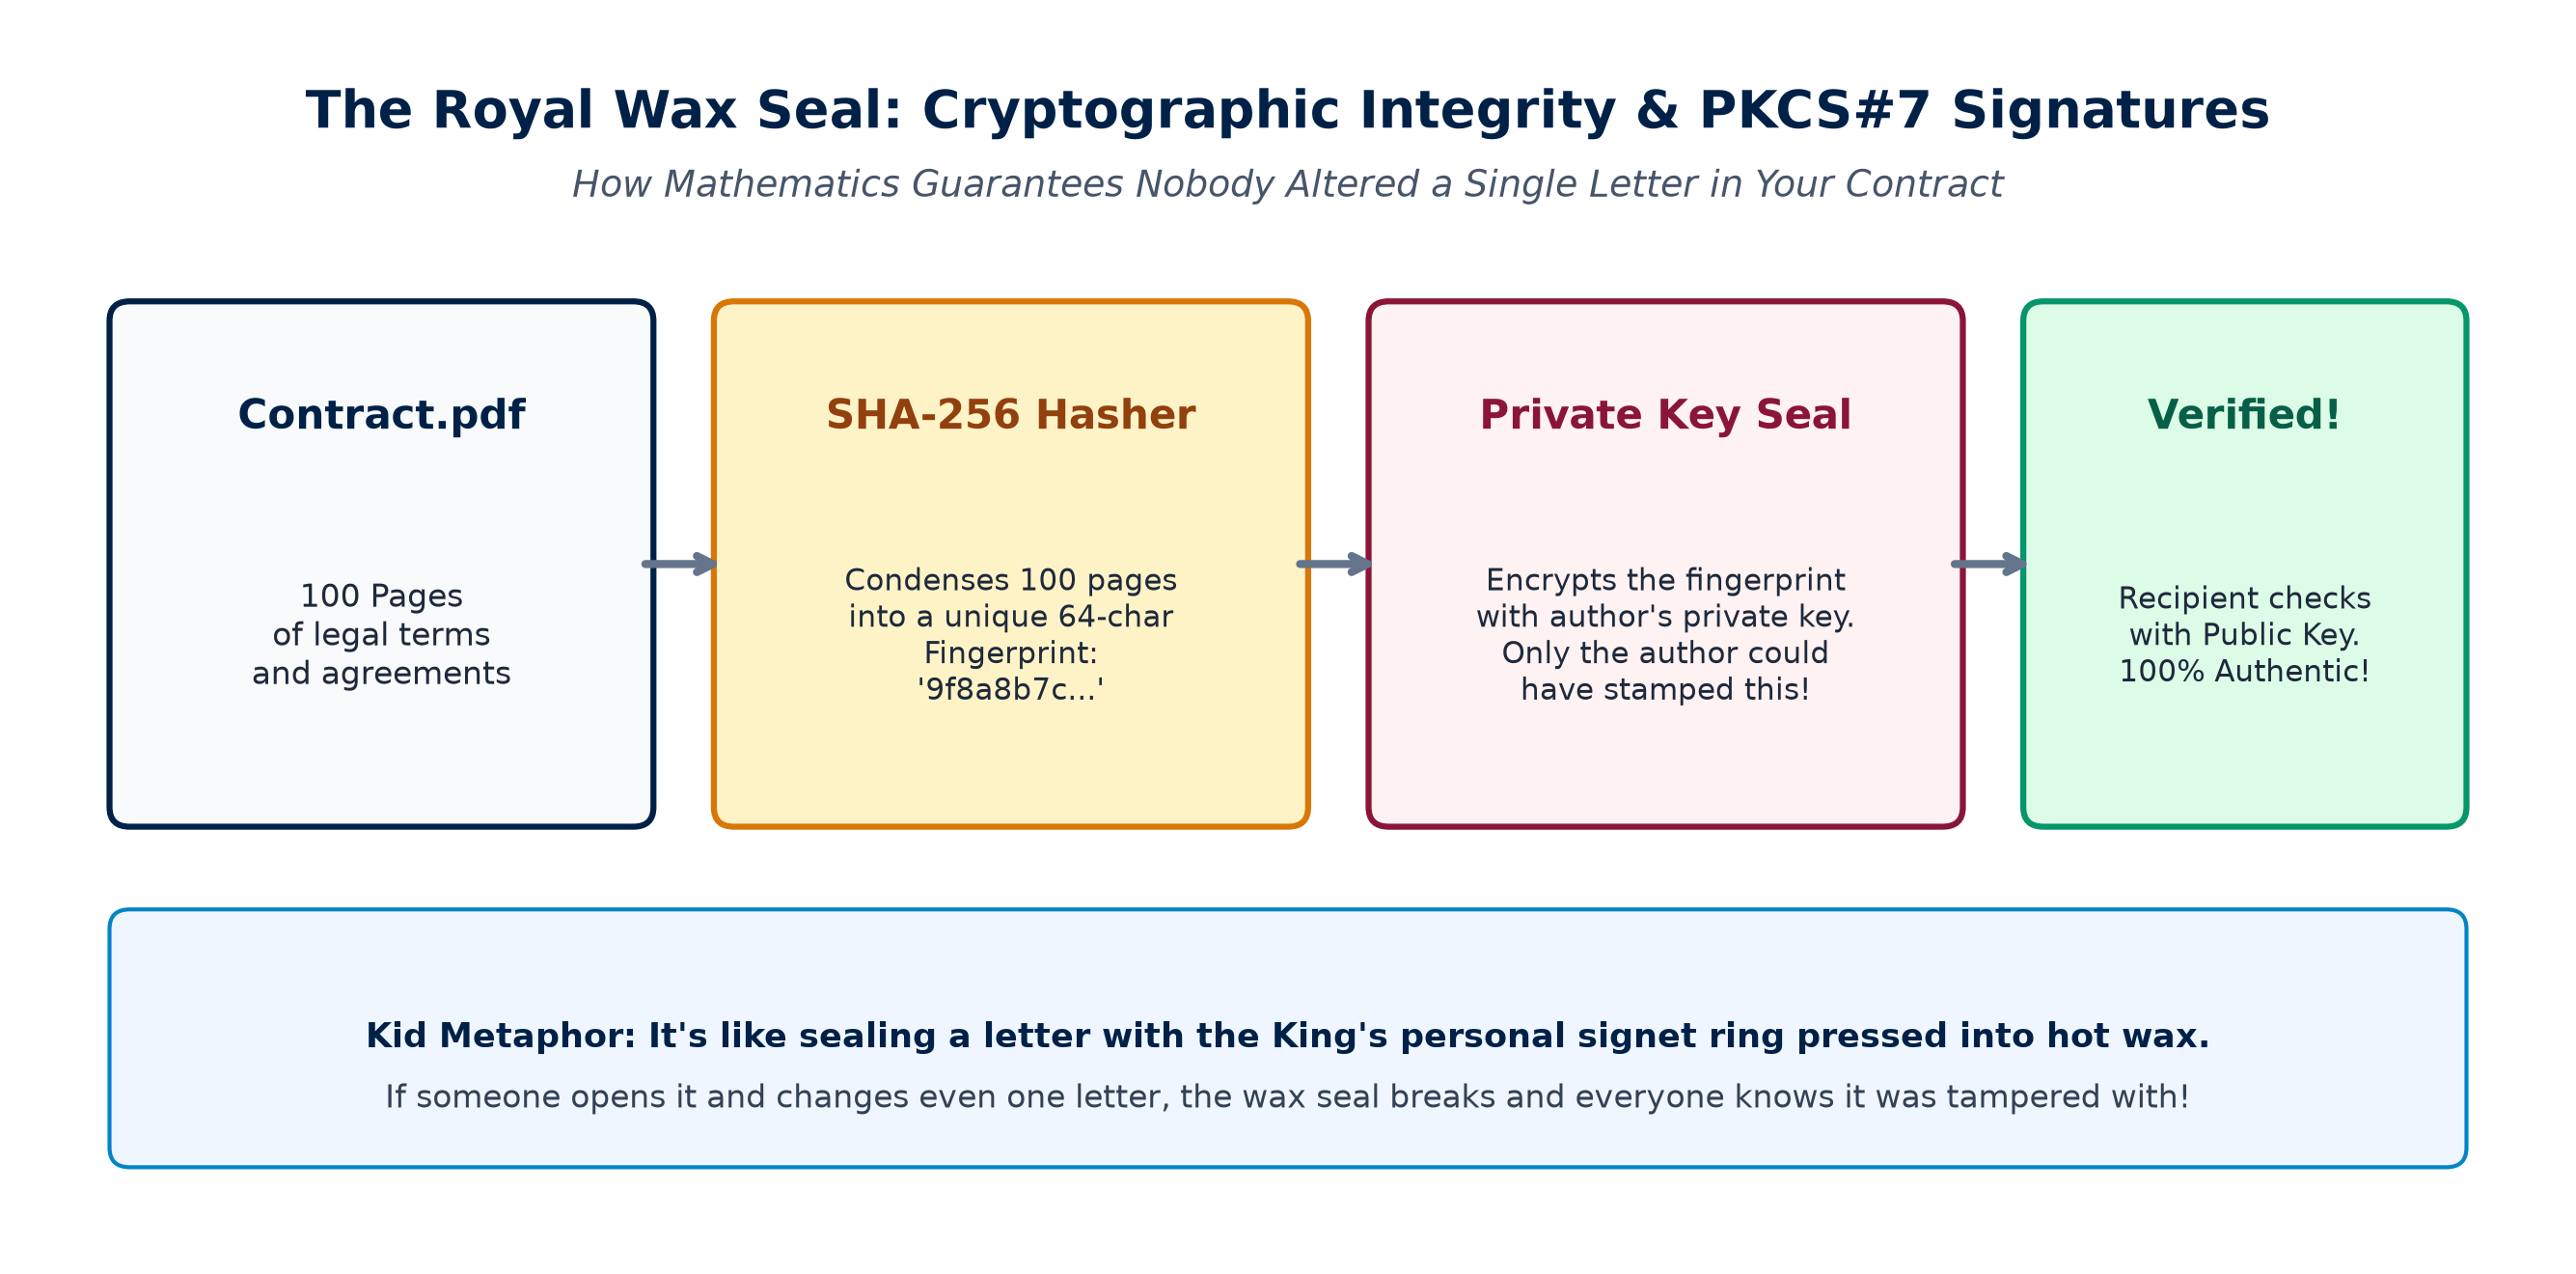 The Royal Wax Seal: Cryptographic Integrity & PKCS#7 Signatures
How Mathematics Guarantees Nobody Altered a Single Letter in Your Contract
Contract.pdf
100 Pages
of legal terms
and agreements
SHA-256 Hasher
Condenses 100 pages
into a unique 64-char
Fingerprint:
'9f8a8b7c...'
Private Key Seal
Encrypts the fingerprint
with author's private key.
Only the author could
have stamped this!
Verified!
Recipient checks
with Public Key.
100% Authentic!
Kid Metaphor: It's like sealing a letter with the King's personal signet ring pressed into hot wax.
If someone opens it and changes even one letter, the wax seal breaks and everyone knows it was tampered with!